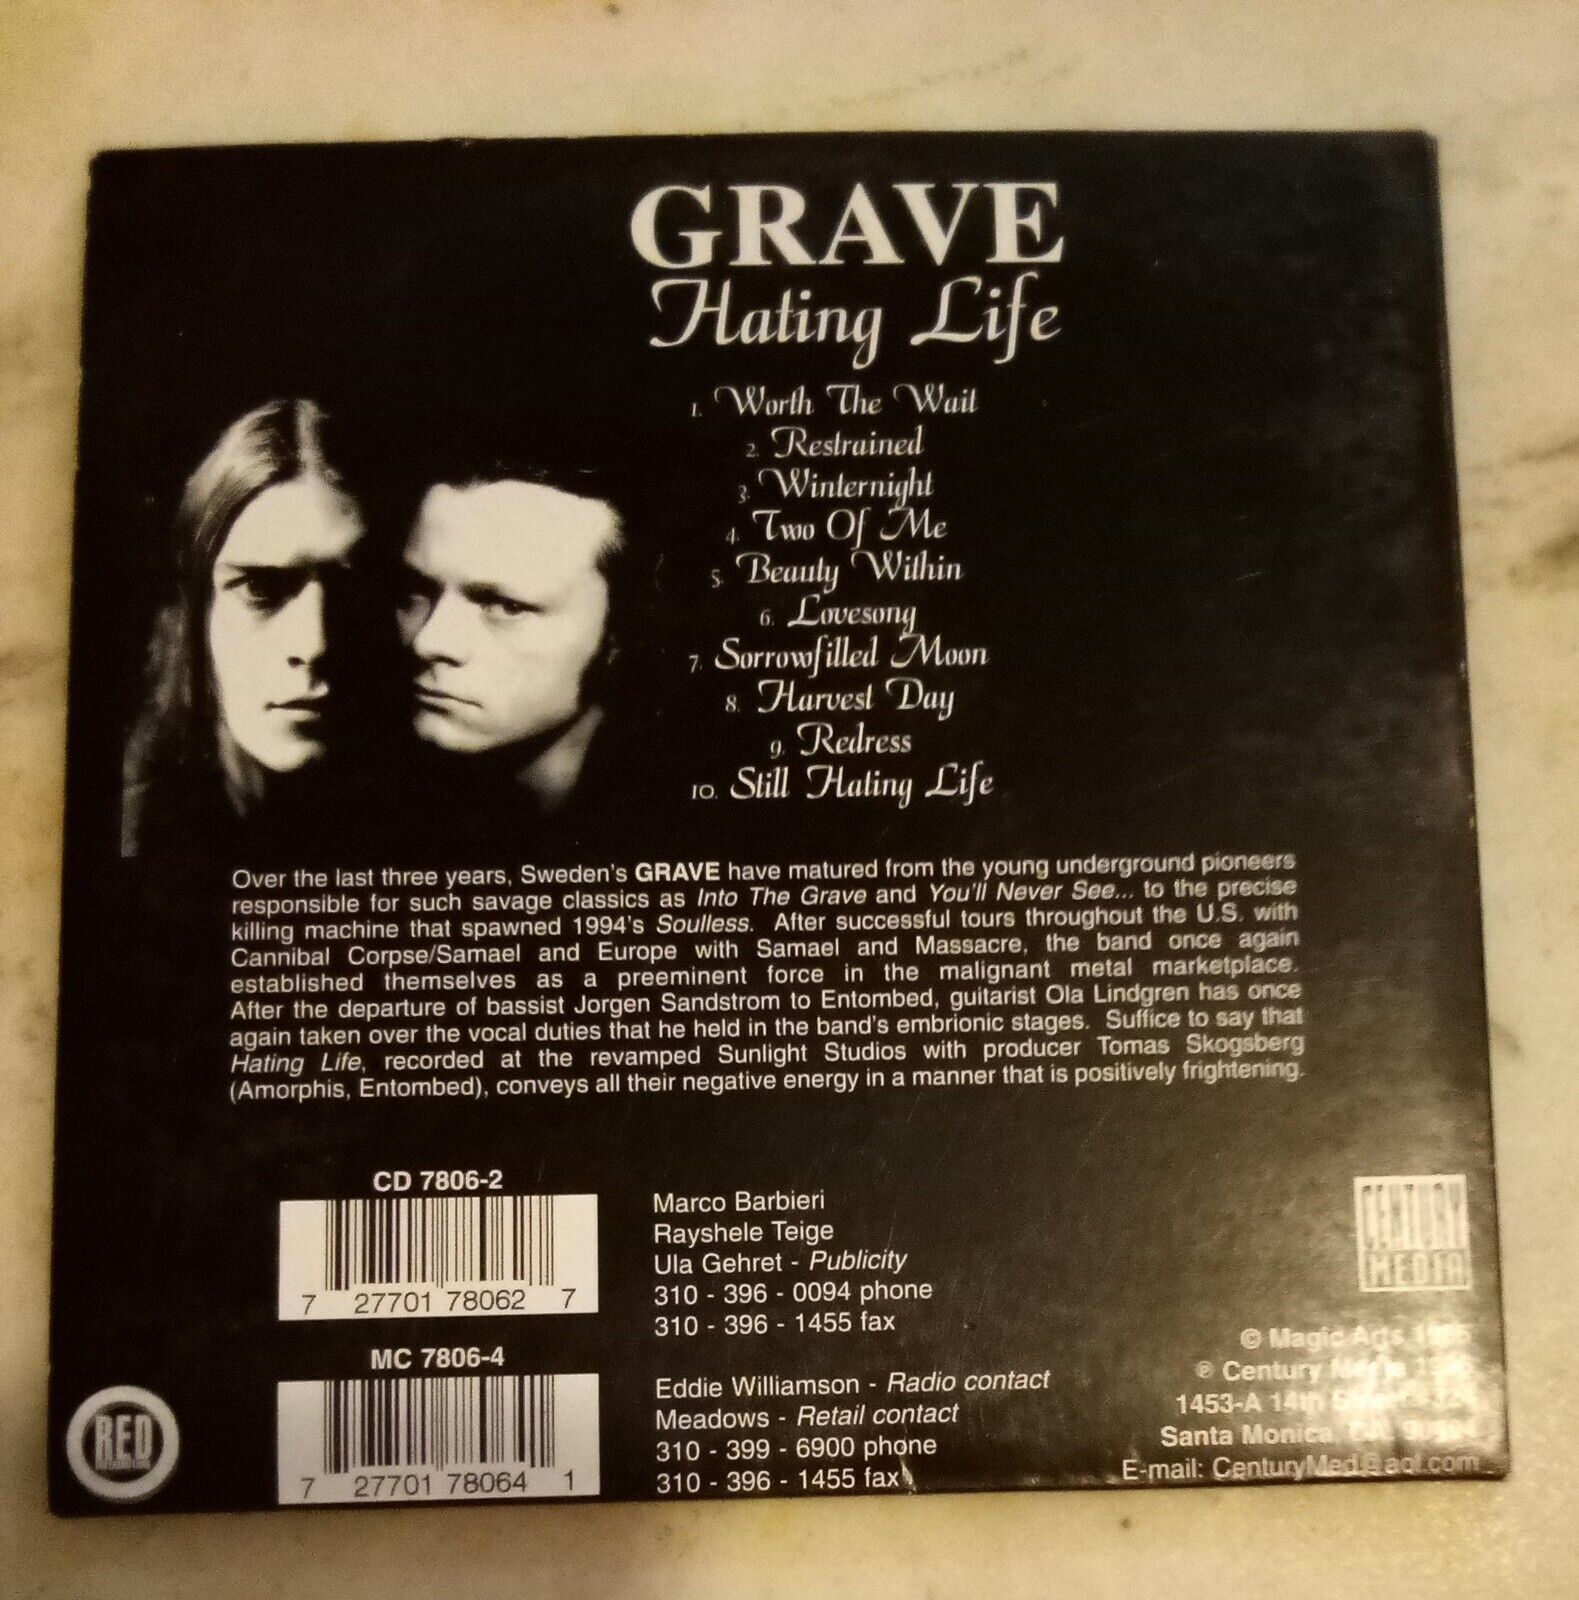 GRAVE
Hating Life
1. Worth The Wait
2. Restrained
3. Winternight
4. Two Of Me
5. Beauty Within
6. Lovesong
7. Sorrowfilled Moon
8. Harvest Day
9. Redress
10. Still Hating Life
Over the last three years, Sweden's GRAVE have matured from the young underground pioneers
responsible for such savage classics as Into The Grave and You'll Never See... to the precise
killing machine that spawned 1994's Soulless. After successful tours throughout the U.S. with
Cannibal Corpse/Samael and Europe with Samael and Massacre, the band once again
established themselves as a preeminent force in the malignant metal marketplace.
After the departure of bassist Jorgen Sandstrom to Entombed, guitarist Ola Lindgren has once
again taken over the vocal duties that he held in the band's embrionic stages. Suffice to say that
Hating Life, recorded at the revamped Sunlight Studios with producer Tomas Skogsberg
(Amorphis, Entombed), conveys all their negative energy in a manner that is positively frightening.
CD 7806-2
7 27701 78062 7
MC 7806-4
7 27701 78064 1
RED
Marco Barbieri
Rayshele Teige
Ula Gehret - Publicity
310 - 396 - 0094 phone
310 - 396 - 1455 fax
Eddie Williamson - Radio contact
Meadows - Retail contact
310 - 399 - 6900 phone
310 - 396 - 1455 fax
CENTURY
MEDIA
© Magic Arts
℗ Century Media
1453-A 14th
Santa Monica,
E-mail: CenturyMed@aol.com